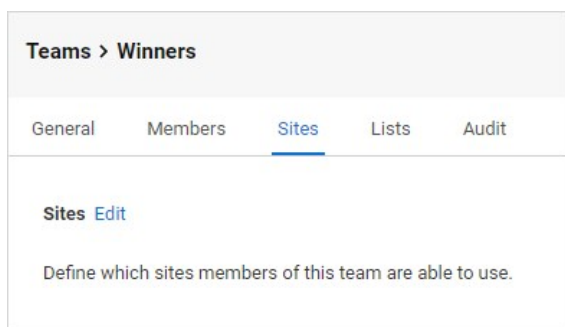 Teams > Winners
General Members Sites Lists Audit
Sites Edit
Define which sites members of this team are able to use.